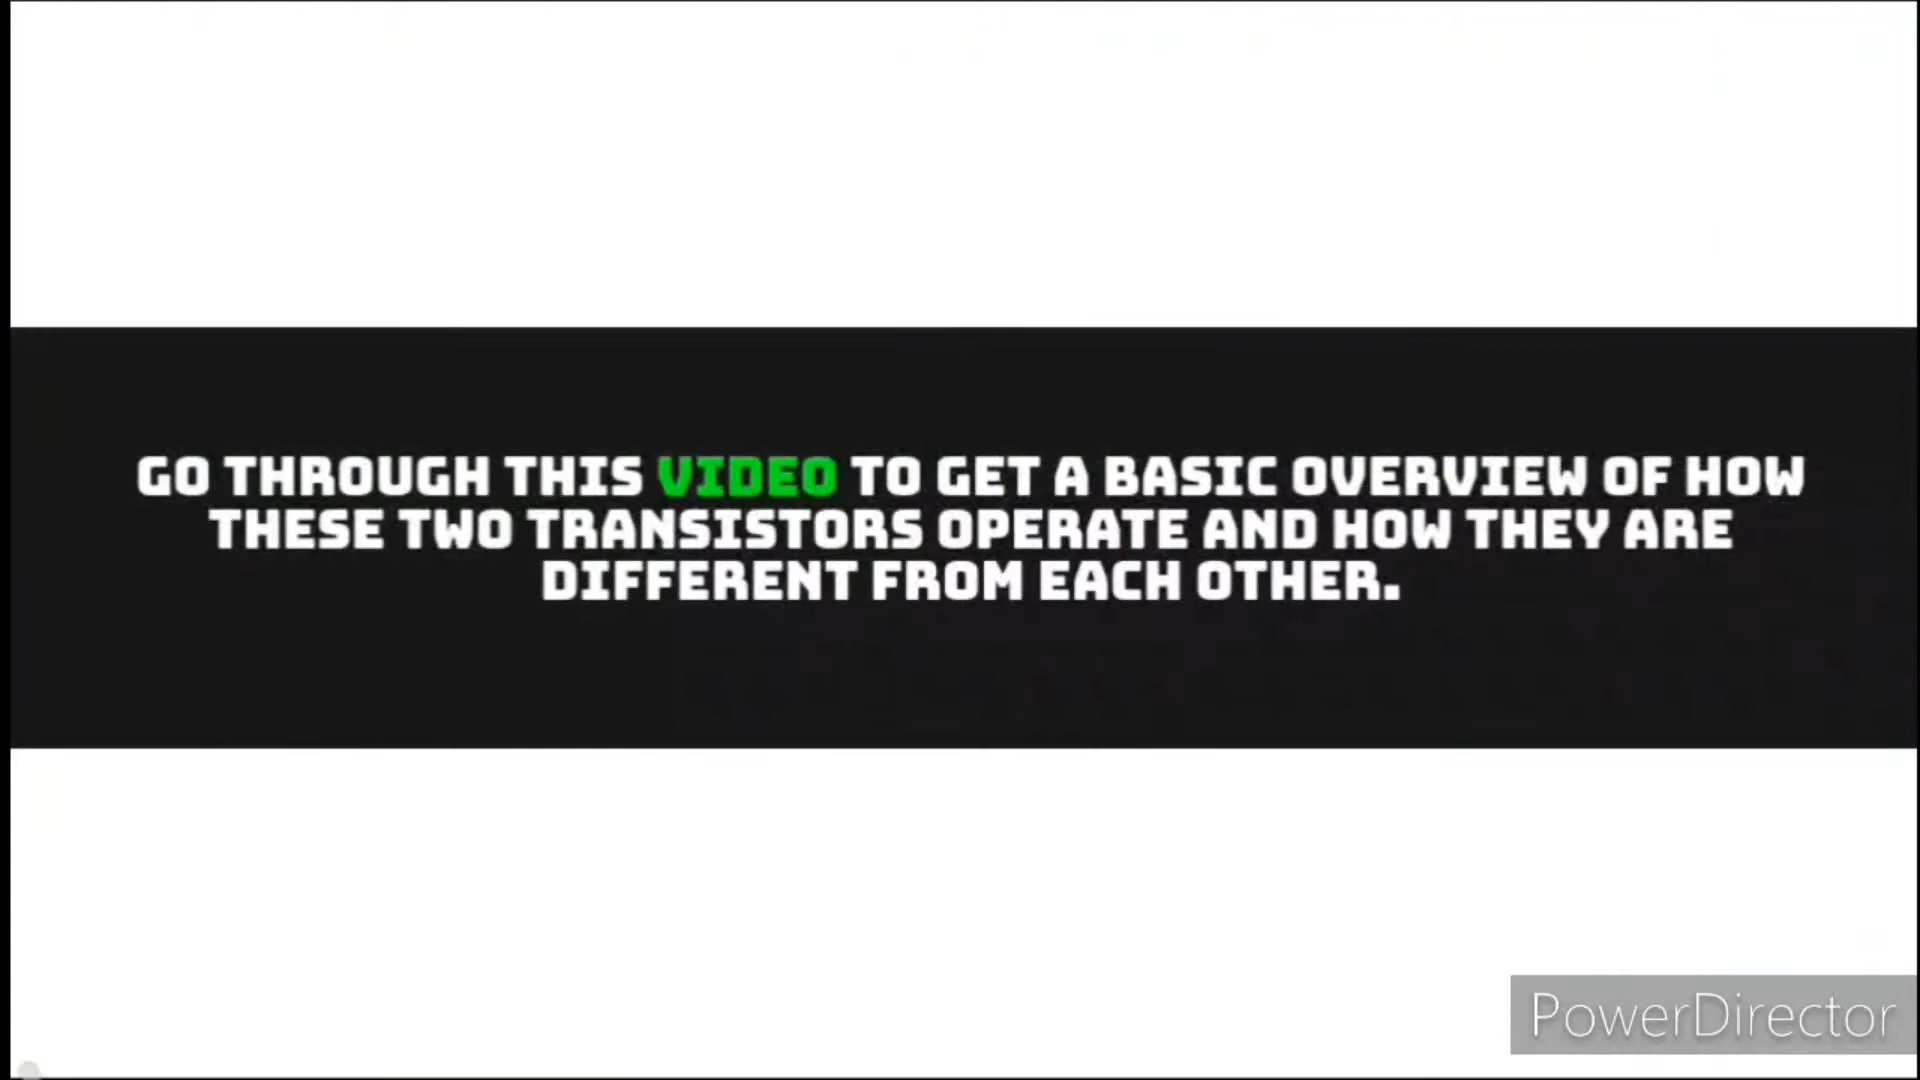 GO THROUGH THIS VIDEO TO GET A BASIC OVERVIEW OF HOW
THESE TWO TRANSISTORS OPERATE AND HOW THEY ARE
DIFFERENT FROM EACH OTHER.
PowerDirector